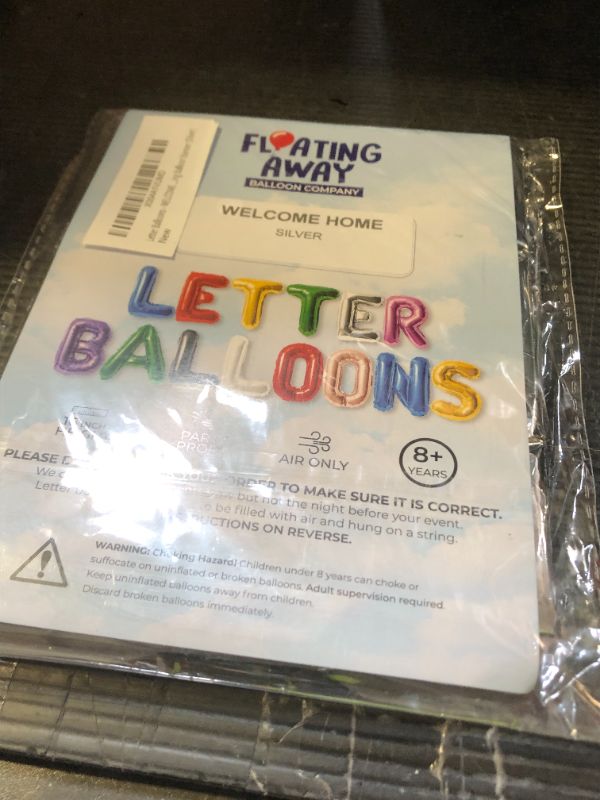 FLOATING
AWAY
BALLOON COMPANY
WELCOME HOME
SILVER
New
LETTER
BALLOONS
INCH
AIR ONLY
8+
YEARS
PLEASE ORDER TO MAKE SURE IT IS CORRECT.
We but not the night before your event.
Letter be filled with air and hung on a string.
INSTRUCTIONS ON REVERSE.
WARNING: Choking Hazard! Children under 8 years can choke or
suffocate on uninflated or broken balloons. Adult supervision required.
Keep uninflated balloons away from children.
Discard broken balloons immediately.